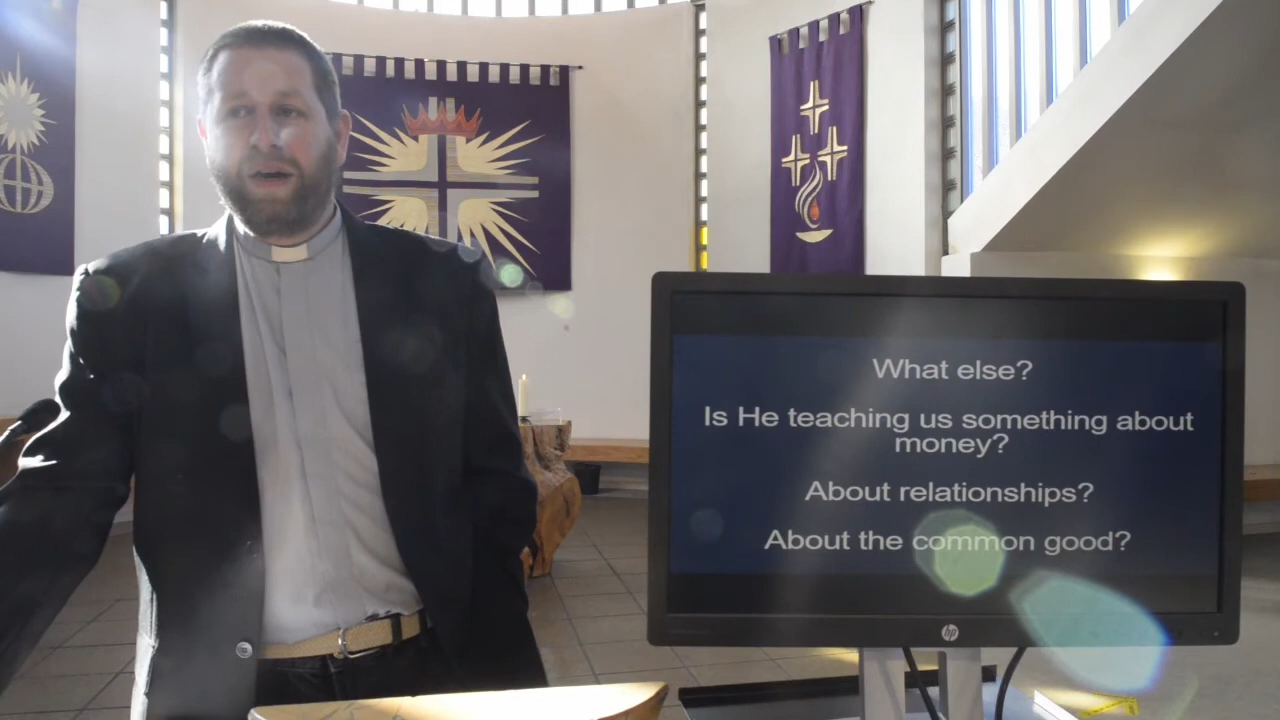 What else?
Is He teaching us something about
money?
About relationships?
About the common good?
hp